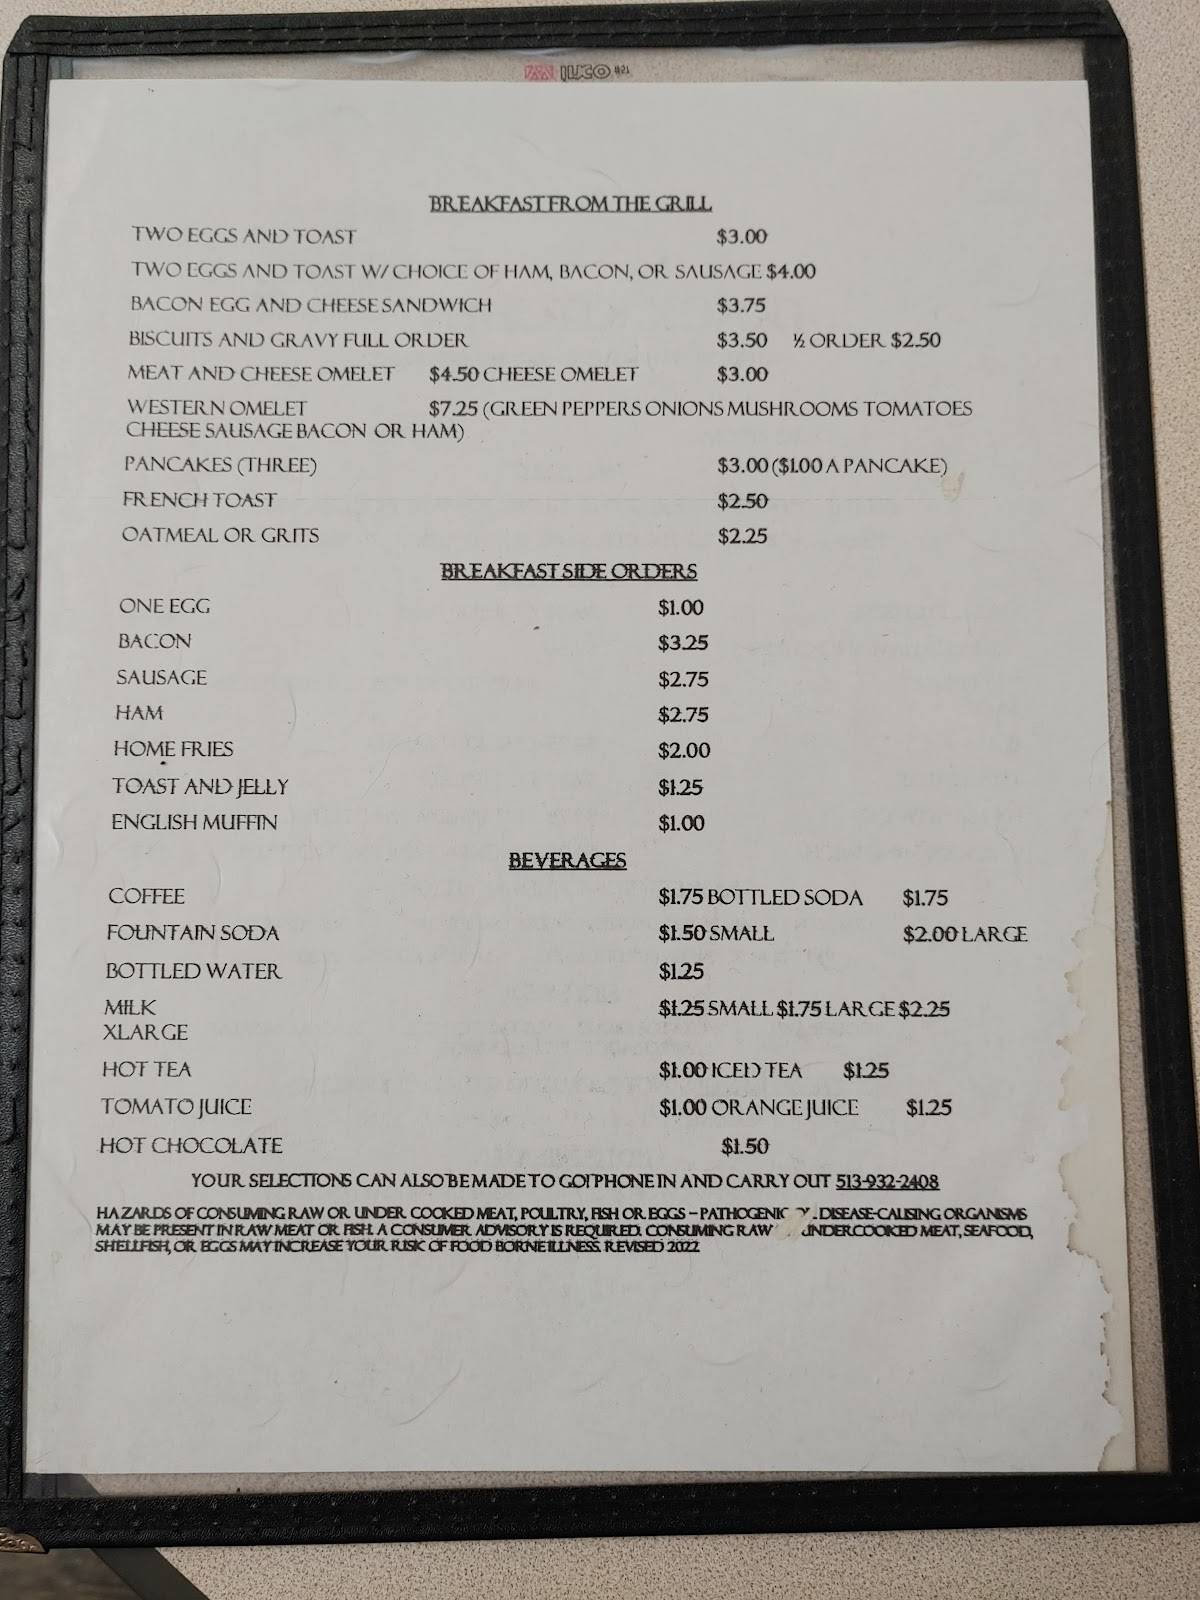 ILCO #21
BREAKFAST FROM THE GRILL
TWO EGGS AND TOAST $3.00
TWO EGGS AND TOAST W/ CHOICE OF HAM, BACON, OR SAUSAGE $4.00
BACON EGG AND CHEESE SANDWICH $3.75
BISCUITS AND GRAVY FULL ORDER $3.50 ½ ORDER $2.50
MEAT AND CHEESE OMELET $4.50 CHEESE OMELET $3.00
WESTERN OMELET $7.25 (GREEN PEPPERS ONIONS MUSHROOMS TOMATOES
CHEESE SAUSAGE BACON OR HAM)
PANCAKES (THREE) $3.00 ($1.00 A PANCAKE)
FRENCH TOAST $2.50
OATMEAL OR GRITS $2.25
BREAKFAST SIDE ORDERS
ONE EGG $1.00
BACON $3.25
SAUSAGE $2.75
HAM $2.75
HOME FRIES $2.00
TOAST AND JELLY $1.25
ENGLISH MUFFIN $1.00
BEVERAGES
COFFEE $1.75 BOTTLED SODA $1.75
FOUNTAIN SODA $1.50 SMALL $2.00 LARGE
BOTTLED WATER $1.25
MILK $1.25 SMALL $1.75 LARGE $2.25
XLARGE
HOT TEA $1.00 ICED TEA $1.25
TOMATO JUICE $1.00 ORANGE JUICE $1.25
HOT CHOCOLATE $1.50
YOUR SELECTIONS CAN ALSO BE MADE TO GO! PHONE IN AND CARRY OUT 513-932-2408
HAZARDS OF CONSUMING RAW OR UNDER COOKED MEAT, POULTRY, FISH OR EGGS – PATHOGENIC DISEASE-CAUSING ORGANISMS
MAY BE PRESENT IN RAW MEAT OR FISH. A CONSUMER ADVISORY IS REQUIRED. CONSUMING RAW UNDERCOOKED MEAT, SEAFOOD,
SHELLFISH, OR EGGS MAY INCREASE YOUR RISK OF FOOD BORNE ILLNESS. REVISED 2022